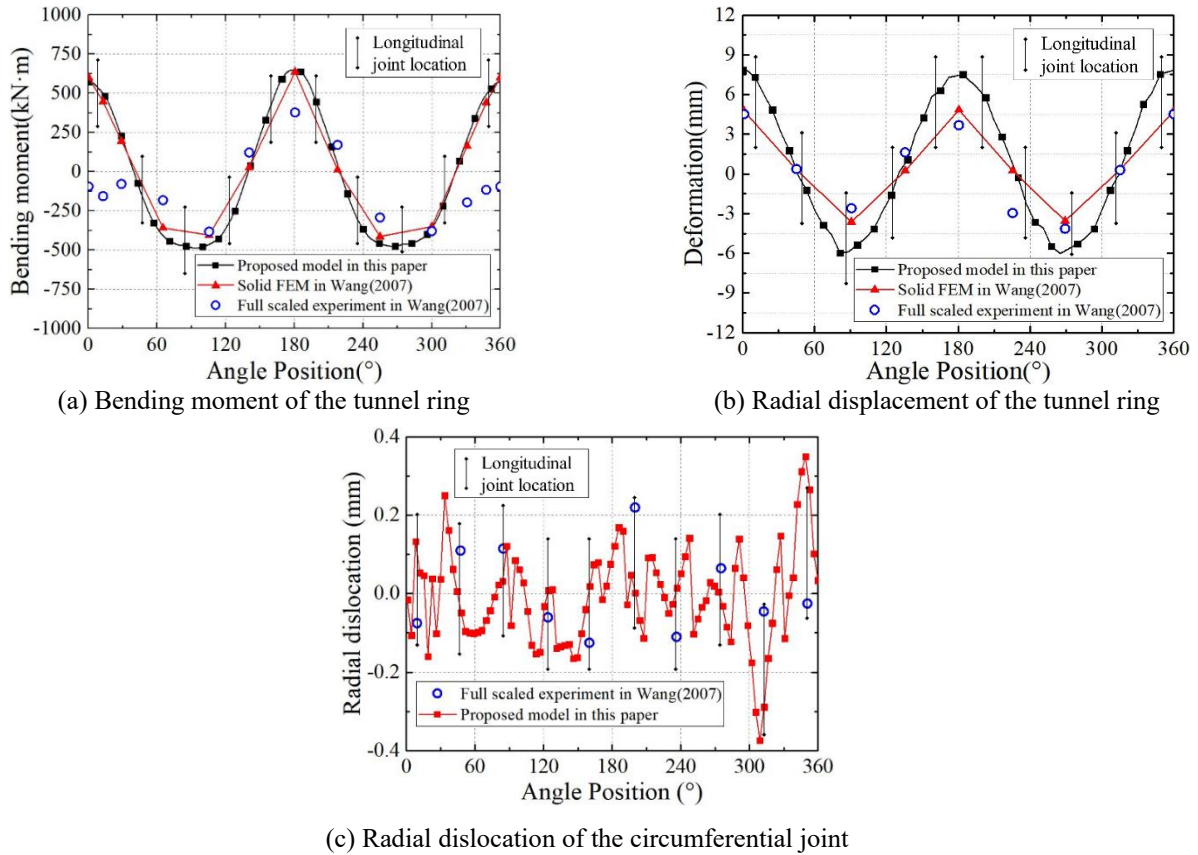 1000
750
500
250
0
-250
-500
-750
-1000
Bending moment(kN·m)
Longitudinal
joint location
Proposed model in this paper
Solid FEM in Wang(2007)
Full scaled experiment in Wang(2007)
0 60 120 180 240 300 360
Angle Position(°)
(a) Bending moment of the tunnel ring
12
9
6
3
0
-3
-6
-9
-12
Deformation(mm)
Longitudinal
joint location
Proposed model in this paper
Solid FEM in Wang(2007)
Full scaled experiment in Wang(2007)
0 60 120 180 240 300 360
Angle Position(°)
(b) Radial displacement of the tunnel ring
0.4
0.2
0.0
-0.2
-0.4
Radial dislocation (mm)
Longitudinal
joint location
Full scaled experiment in Wang(2007)
Proposed model in this paper
0 60 120 180 240 300 360
Angle Position (°)
(c) Radial dislocation of the circumferential joint